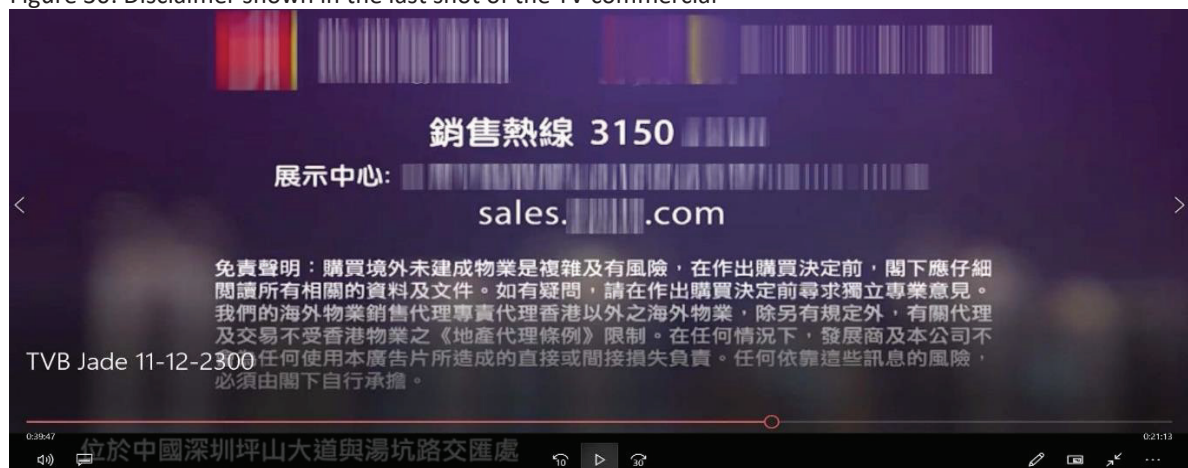 Figure 30: Disclaimer shown in the last shot of the TV commercial
銷售熱線 3150
展示中心:
sales. .com
免責聲明：購買境外未建成物業是複雜及有風險，在作出購買決定前，閣下應仔細
閱讀所有相關的資料及文件。如有疑問，請在作出購買決定前尋求獨立專業意見。
我們的海外物業銷售代理專責代理香港以外之海外物業，除另有規定外，有關代理
及交易不受香港物業之《地產代理條例》限制。在任何情況下，發展商及本公司不
任何使用本廣告片所造成的直接或間接損失負責。任何依靠這些訊息的風險，
必須由閣下自行承擔。
TVB Jade 11-12-2300
0:39:47
0:21:13
位於中國深圳坪山大道與湯坑路交匯處
10
30